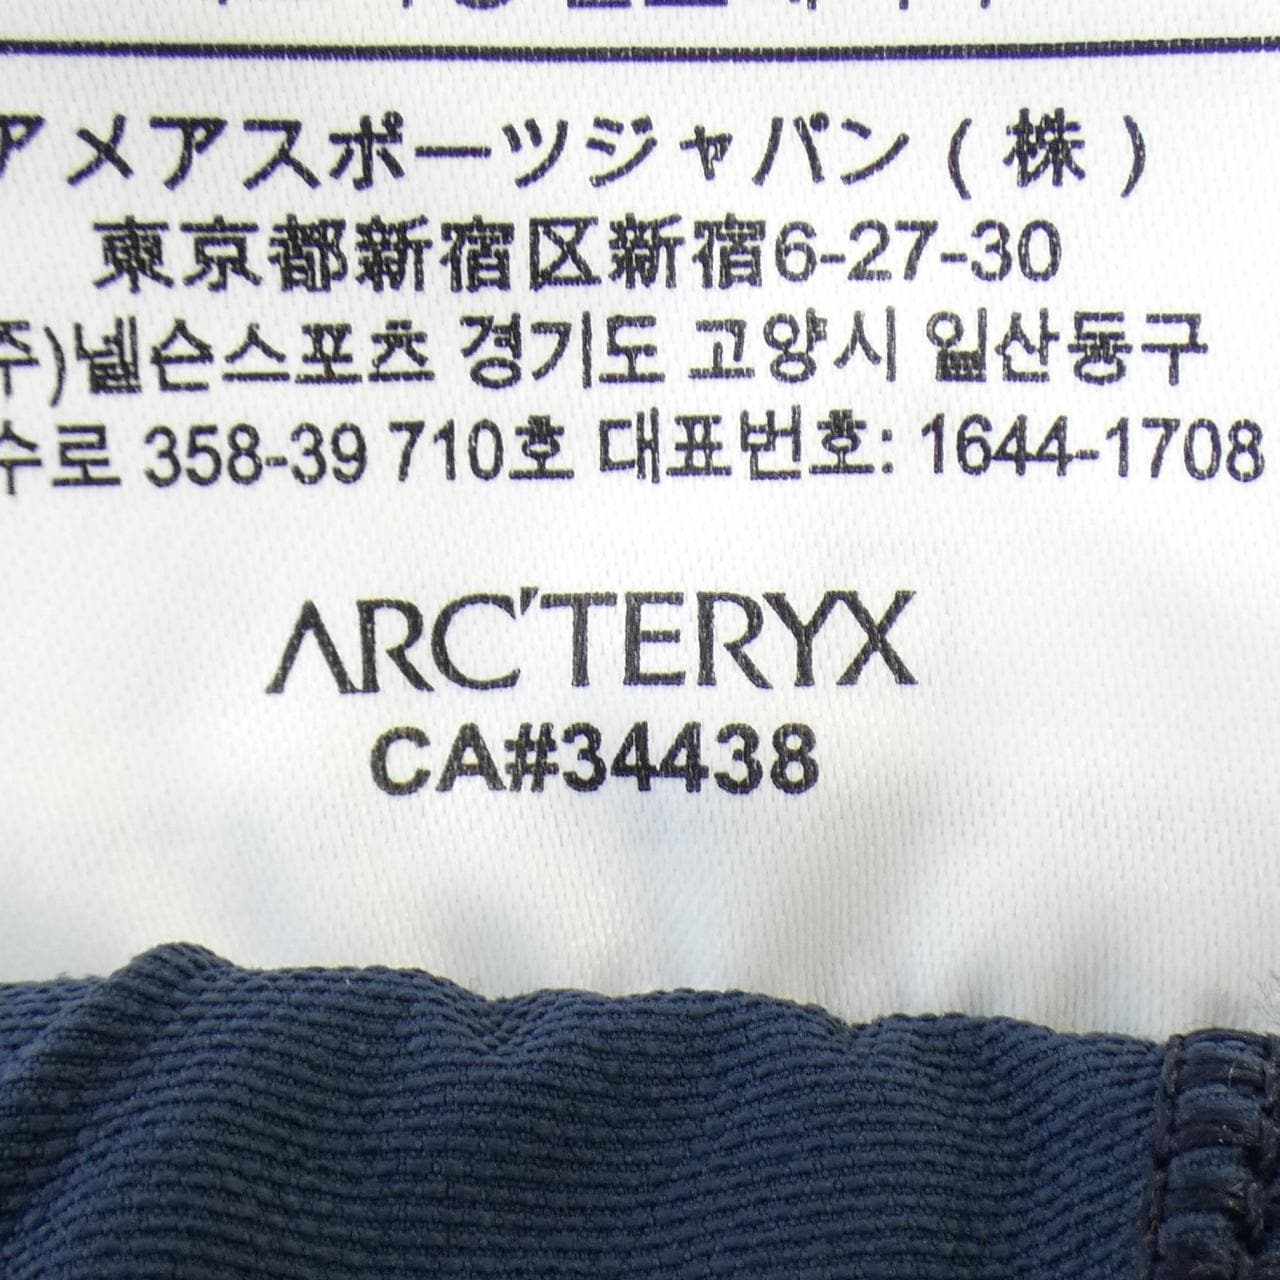 アメアスポーツジャパン ( 株 )
東京都新宿区新宿6-27-30
주)넬슨스포츠 경기도 고양시 일산동구
수로 358-39 710호 대표번호: 1644-1708
ARC'TERYX
CA#34438